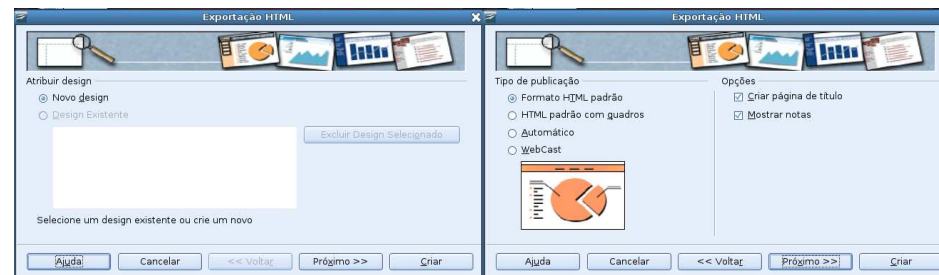 Exportação HTML
Atribuir design
Novo design
Design Existente
Excluir Design Selecionado
Selecione um design existente ou crie um novo
Ajuda
Cancelar
<< Voltar
Próximo >>
Criar
Exportação HTML
Tipo de publicação
Formato HTML padrão
HTML padrão com quadros
Automático
WebCast
Opções
Criar página de título
Mostrar notas
Ajuda
Cancelar
<< Voltar
Próximo >>
Criar